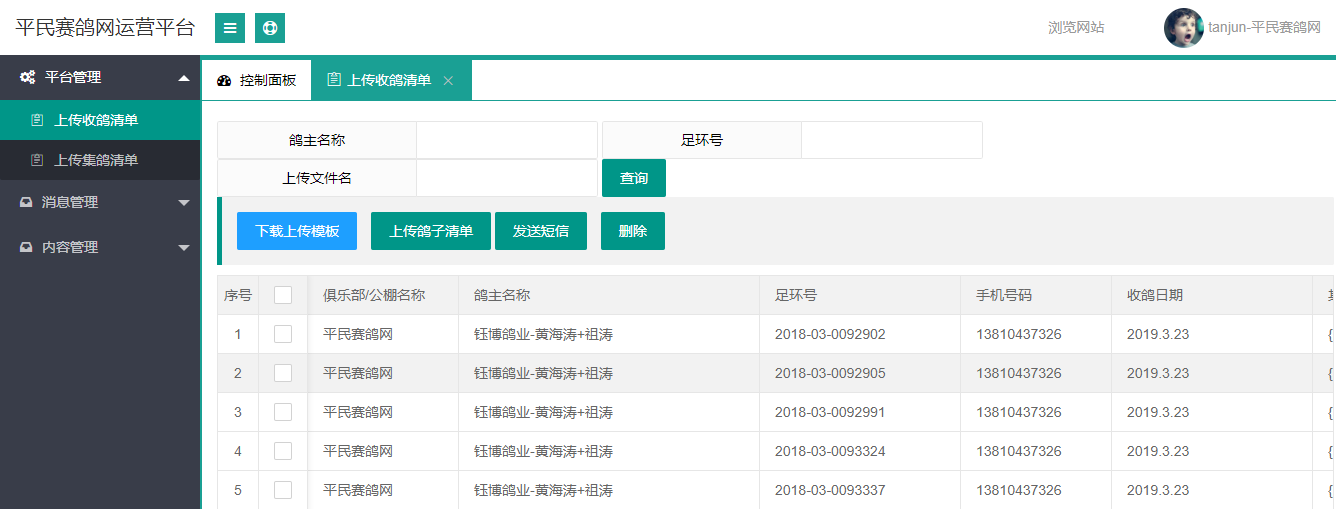 平民赛鸽网运营平台 浏览网站 tanjun-平民赛鸽网
平台管理 控制面板 上传收鸽清单
上传收鸽清单
上传集鸽清单
消息管理
内容管理
鸽主名称 足环号
上传文件名 查询
下载上传模板 上传鸽子清单 发送短信 删除
序号 俱乐部/公棚名称 鸽主名称 足环号 手机号码 收鸽日期
1 平民赛鸽网 钰博鸽业-黄海涛+祖涛 2018-03-0092902 13810437326 2019.3.23 {
2 平民赛鸽网 钰博鸽业-黄海涛+祖涛 2018-03-0092905 13810437326 2019.3.23 {
3 平民赛鸽网 钰博鸽业-黄海涛+祖涛 2018-03-0092991 13810437326 2019.3.23 {
4 平民赛鸽网 钰博鸽业-黄海涛+祖涛 2018-03-0093324 13810437326 2019.3.23 {
5 平民赛鸽网 钰博鸽业-黄海涛+祖涛 2018-03-0093337 13810437326 2019.3.23 {